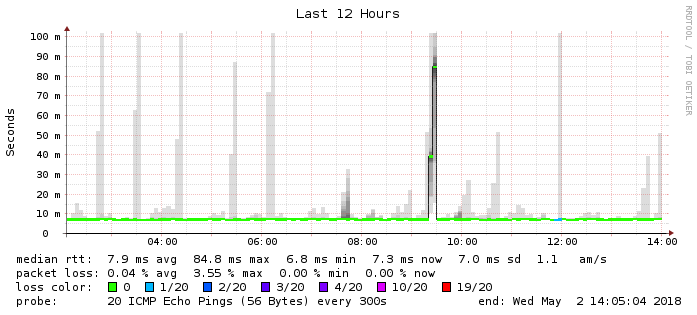 Last 12 Hours
RRDTOOL / TOBI OETIKER
Seconds
100 m
90 m
80 m
70 m
60 m
50 m
40 m
30 m
20 m
10 m
0
04:00 06:00 08:00 10:00 12:00 14:00
median rtt: 7.9 ms avg 84.8 ms max 6.8 ms min 7.3 ms now 7.0 ms sd 1.1 am/s
packet loss: 0.04 % avg 3.55 % max 0.00 % min 0.00 % now
loss color: 0 1/20 2/20 3/20 4/20 10/20 19/20
probe: 20 ICMP Echo Pings (56 Bytes) every 300s end: Wed May 2 14:05:04 2018